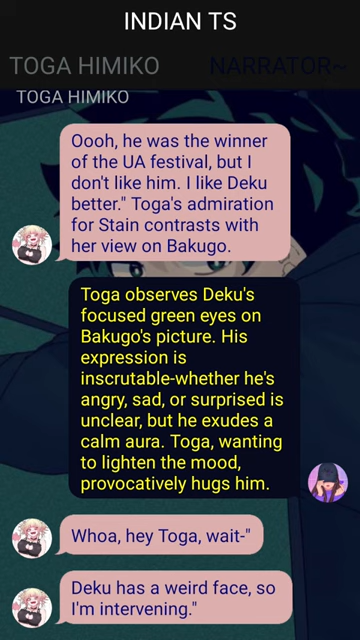 INDIAN TS
TOGA HIMIKO
NARRATOR~
TOGA HIMIKO
Oooh, he was the winner
of the UA festival, but I
don't like him. I like Deku
better." Toga's admiration
for Stain contrasts with
her view on Bakugo.
Toga observes Deku's
focused green eyes on
Bakugo's picture. His
expression is
inscrutable-whether he's
angry, sad, or surprised is
unclear, but he exudes a
calm aura. Toga, wanting
to lighten the mood,
provocatively hugs him.
Whoa, hey Toga, wait-"
Deku has a weird face, so
I'm intervening."